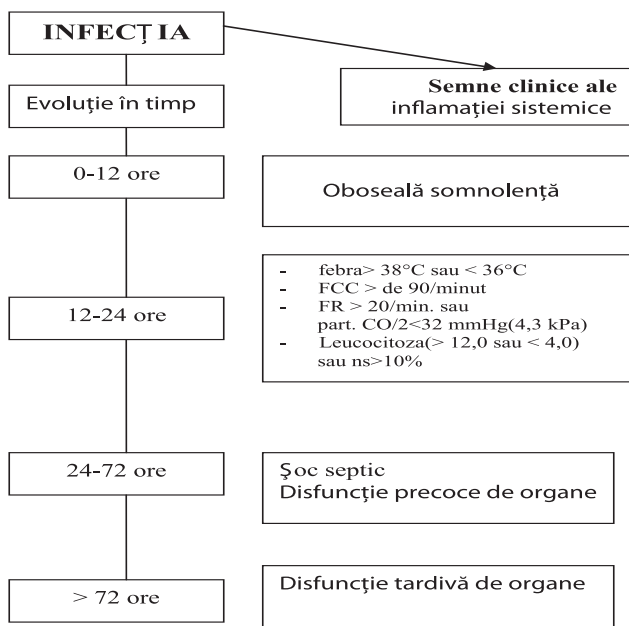 INFECŢIA
Semne clinice ale
inflamației sistemice
Evoluție în timp
0-12 ore
Oboseală somnolență
12-24 ore
- febra> 38°C sau < 36°C
- FCC > de 90/minut
- FR > 20/min. sau
part. CO/2<32 mmHg(4,3 kPa)
- Leucocitoza(> 12,0 sau < 4,0)
sau ns>10%
24-72 ore
Şoc septic
Disfuncție precoce de organe
> 72 ore
Disfuncție tardivă de organe